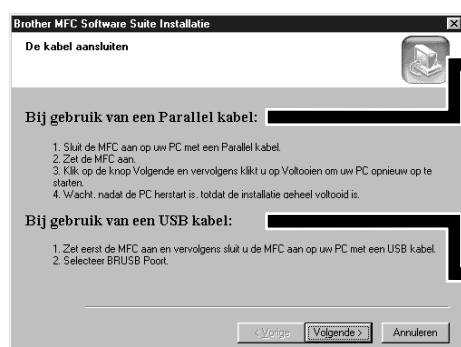 Brother MFC Software Suite Installatie
De kabel aansluiten
Bij gebruik van een Parallel kabel:
1. Sluit de MFC aan op uw PC met een Parallel kabel.
2. Zet de MFC aan.
3. Klik op de knop Volgende en vervolgens klikt u op Voltooien om uw PC opnieuw op te
starten.
4. Wacht, nadat de PC herstart is, totdat de installatie geheel voltooid is.
Bij gebruik van een USB kabel:
1. Zet eerst de MFC aan en vervolgens sluit u de MFC aan op uw PC met een USB kabel.
2. Selecteer BRUSB Poort.
< Vorige Volgende > Annuleren